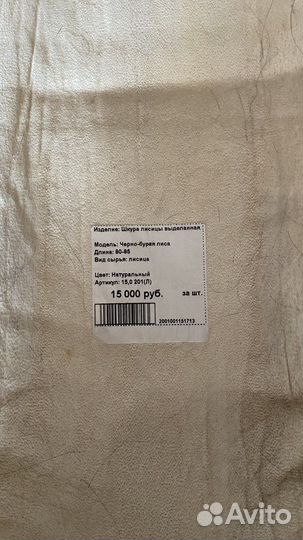 Изделие: Шкура лисицы выделанная
Модель: Черно-бурая лиса
Длина: 90-95
Вид сырья: лисица
Цвет: Натуральный
Артикул: 15,0 201(Л)
15 000 руб. за шт.
2001001151713
Avito